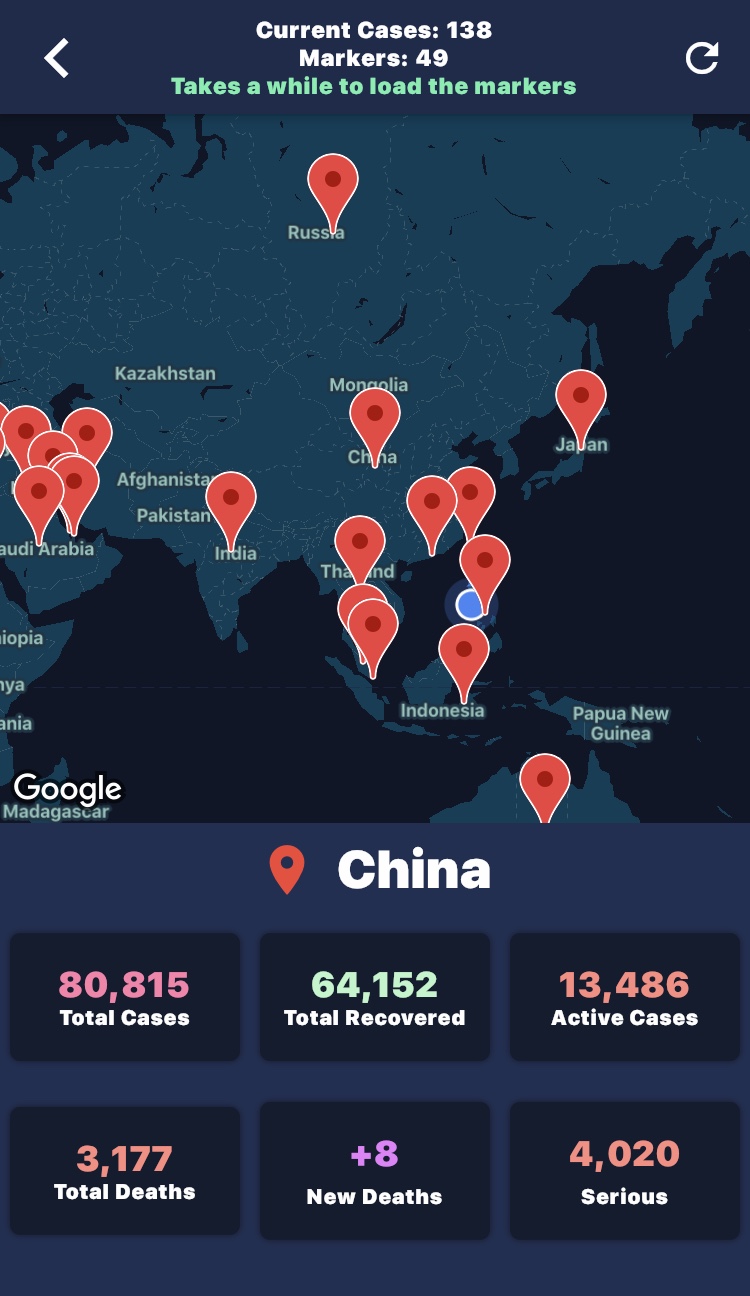 Current Cases: 138
Markers: 49
Takes a while to load the markers
Russia
Kazakhstan
Mongolia
China
Japan
Afghanistan
Pakistan
India
Thailand
audi Arabia
iopia
nya
ania
Indonesia
Papua New
Guinea
Google
Madagascar
China
80,815
Total Cases
64,152
Total Recovered
13,486
Active Cases
3,177
Total Deaths
+8
New Deaths
4,020
Serious